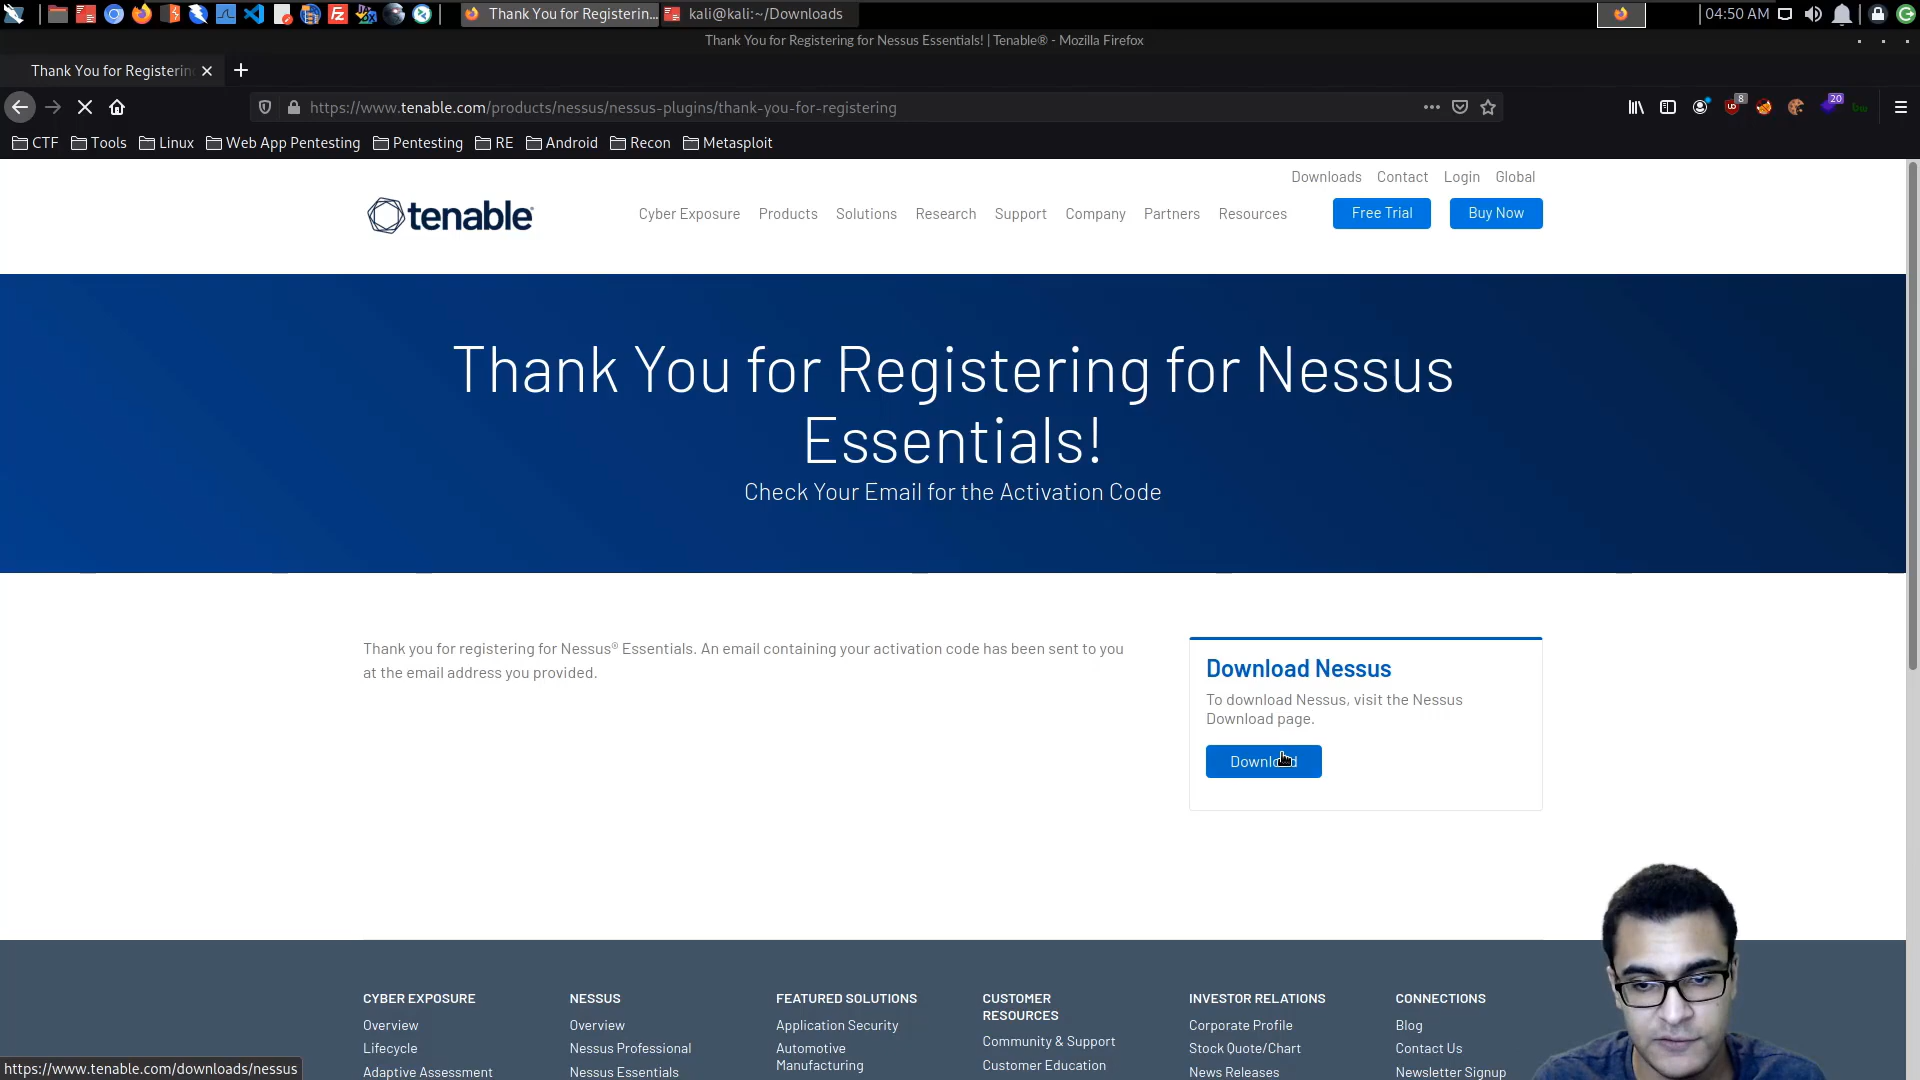 Thank You for Registerin...
kali@kali:~/Downloads
04:50 AM
Thank You for Registering for Nessus Essentials! | Tenable® - Mozilla Firefox
Thank You for Registerin
https://www.tenable.com/products/nessus/nessus-plugins/thank-you-for-registering
8
20
CTF
Tools
Linux
Web App Pentesting
Pentesting
RE
Android
Recon
Metasploit
Downloads
Contact
Login
Global
tenable
Cyber Exposure
Products
Solutions
Research
Support
Company
Partners
Resources
Free Trial
Buy Now
Thank You for Registering for Nessus
Essentials!
Check Your Email for the Activation Code
Thank you for registering for Nessus® Essentials. An email containing your activation code has been sent to you
at the email address you provided.
Download Nessus
To download Nessus, visit the Nessus
Download page.
Download
CYBER EXPOSURE
Overview
Lifecycle
Adaptive Assessment
NESSUS
Overview
Nessus Professional
Nessus Essentials
FEATURED SOLUTIONS
Application Security
Automotive
Manufacturing
CUSTOMER
RESOURCES
Community & Support
Customer Education
INVESTOR RELATIONS
Corporate Profile
Stock Quote/Chart
News Releases
CONNECTIONS
Blog
Contact Us
Newsletter Signup
https://www.tenable.com/downloads/nessus